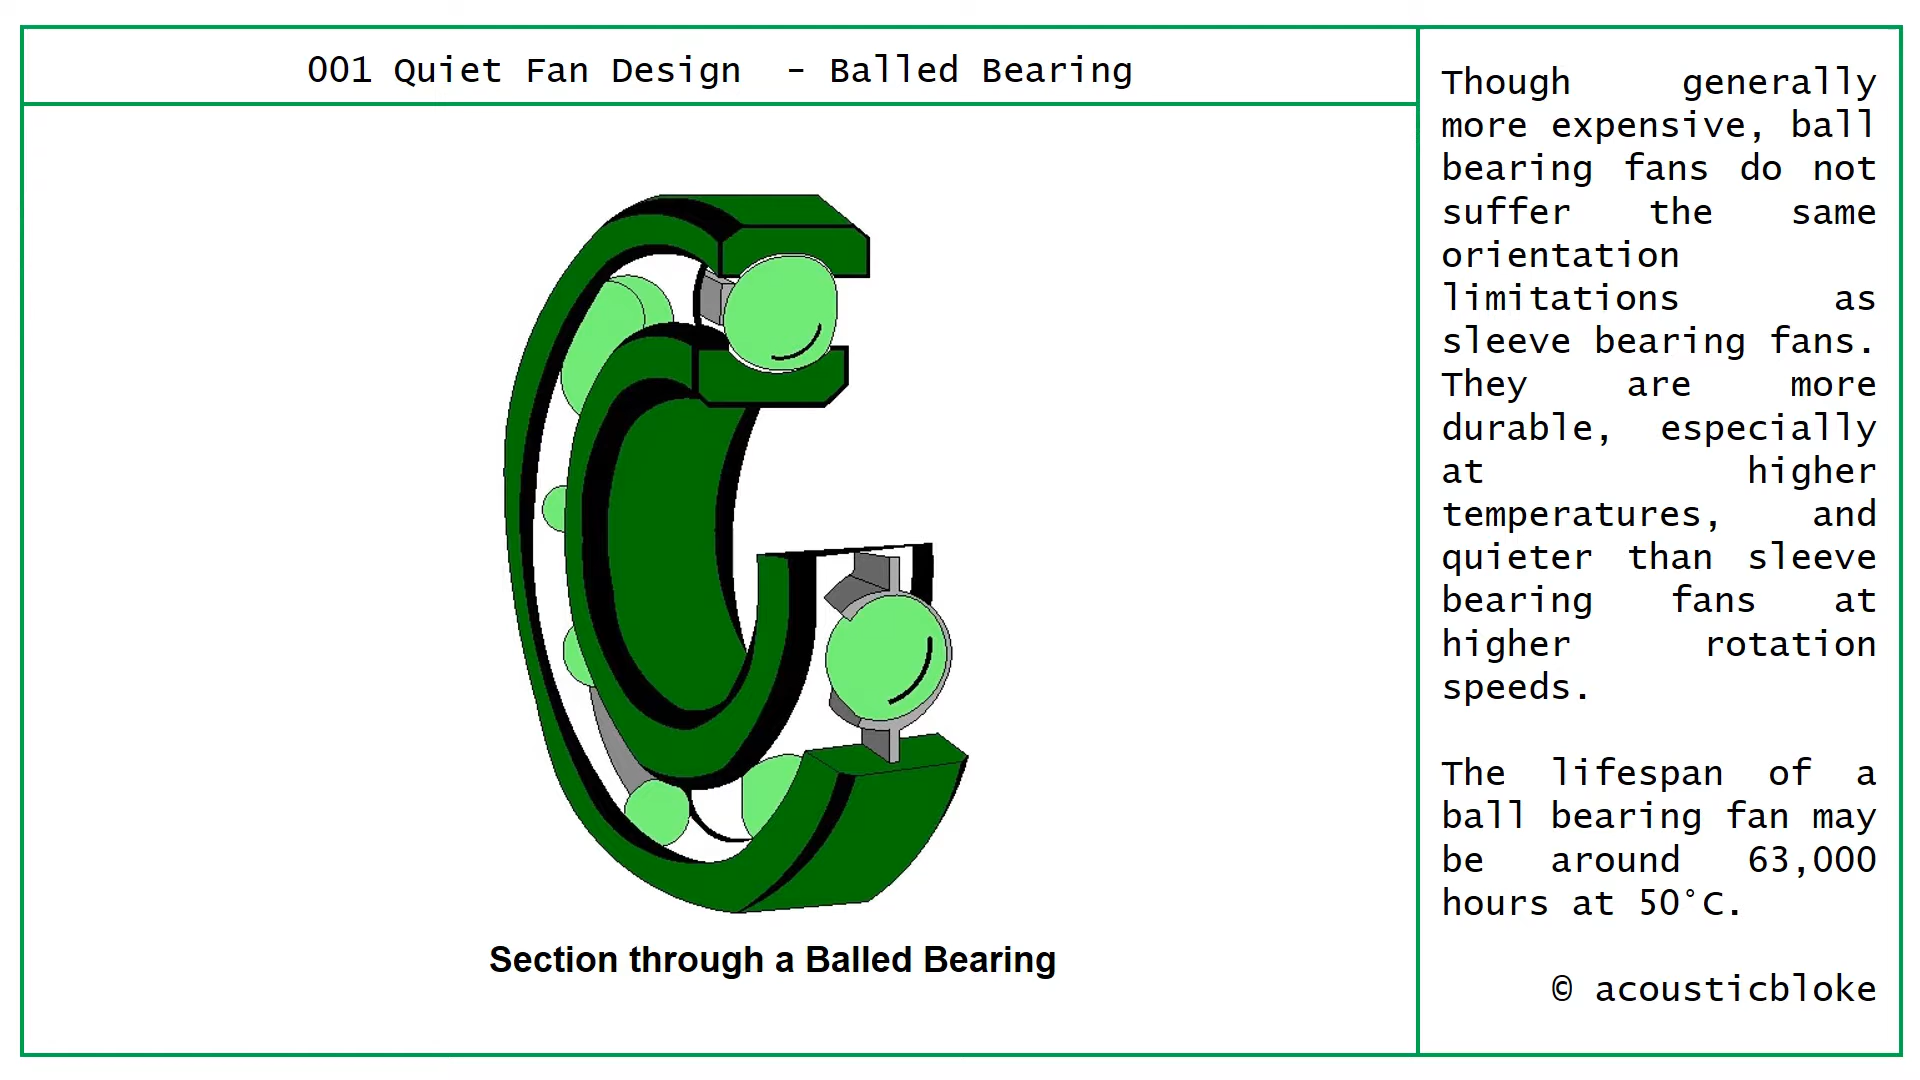 001 Quiet Fan Design  - Balled Bearing
Section through a Balled Bearing
Though generally
more expensive, ball
bearing fans do not
suffer the same
orientation
limitations as
sleeve bearing fans.
They are more
durable, especially
at higher
temperatures, and
quieter than sleeve
bearing fans at
higher rotation
speeds.
The lifespan of a
ball bearing fan may
be around 63,000
hours at 50°C.
© acousticbloke